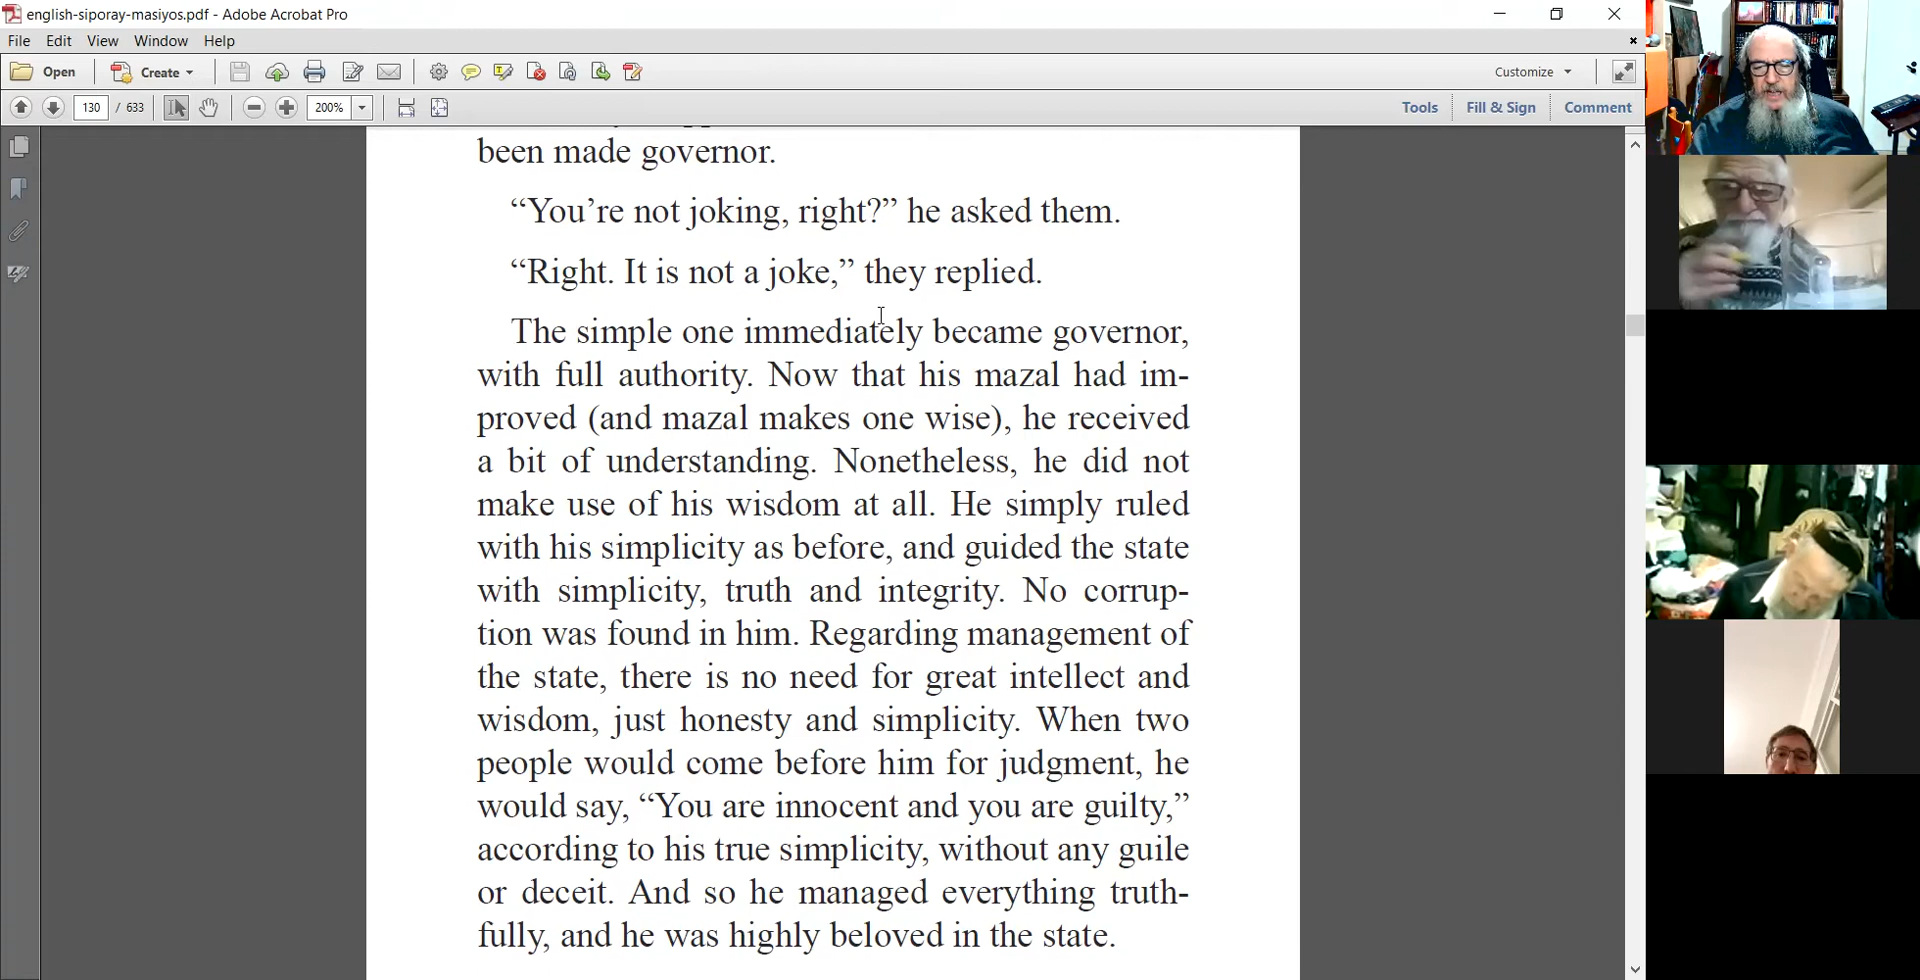 english-siporay-masiyos.pdf - Adobe Acrobat Pro
File Edit View Window Help
Open Create Customize
130 / 633 200% Tools Fill & Sign Comment
been made governor.
“You’re not joking, right?” he asked them.
“Right. It is not a joke,” they replied.
The simple one immediately became governor,
with full authority. Now that his mazal had im-
proved (and mazal makes one wise), he received
a bit of understanding. Nonetheless, he did not
make use of his wisdom at all. He simply ruled
with his simplicity as before, and guided the state
with simplicity, truth and integrity. No corrup-
tion was found in him. Regarding management of
the state, there is no need for great intellect and
wisdom, just honesty and simplicity. When two
people would come before him for judgment, he
would say, “You are innocent and you are guilty,”
according to his true simplicity, without any guile
or deceit. And so he managed everything truth-
fully, and he was highly beloved in the state.